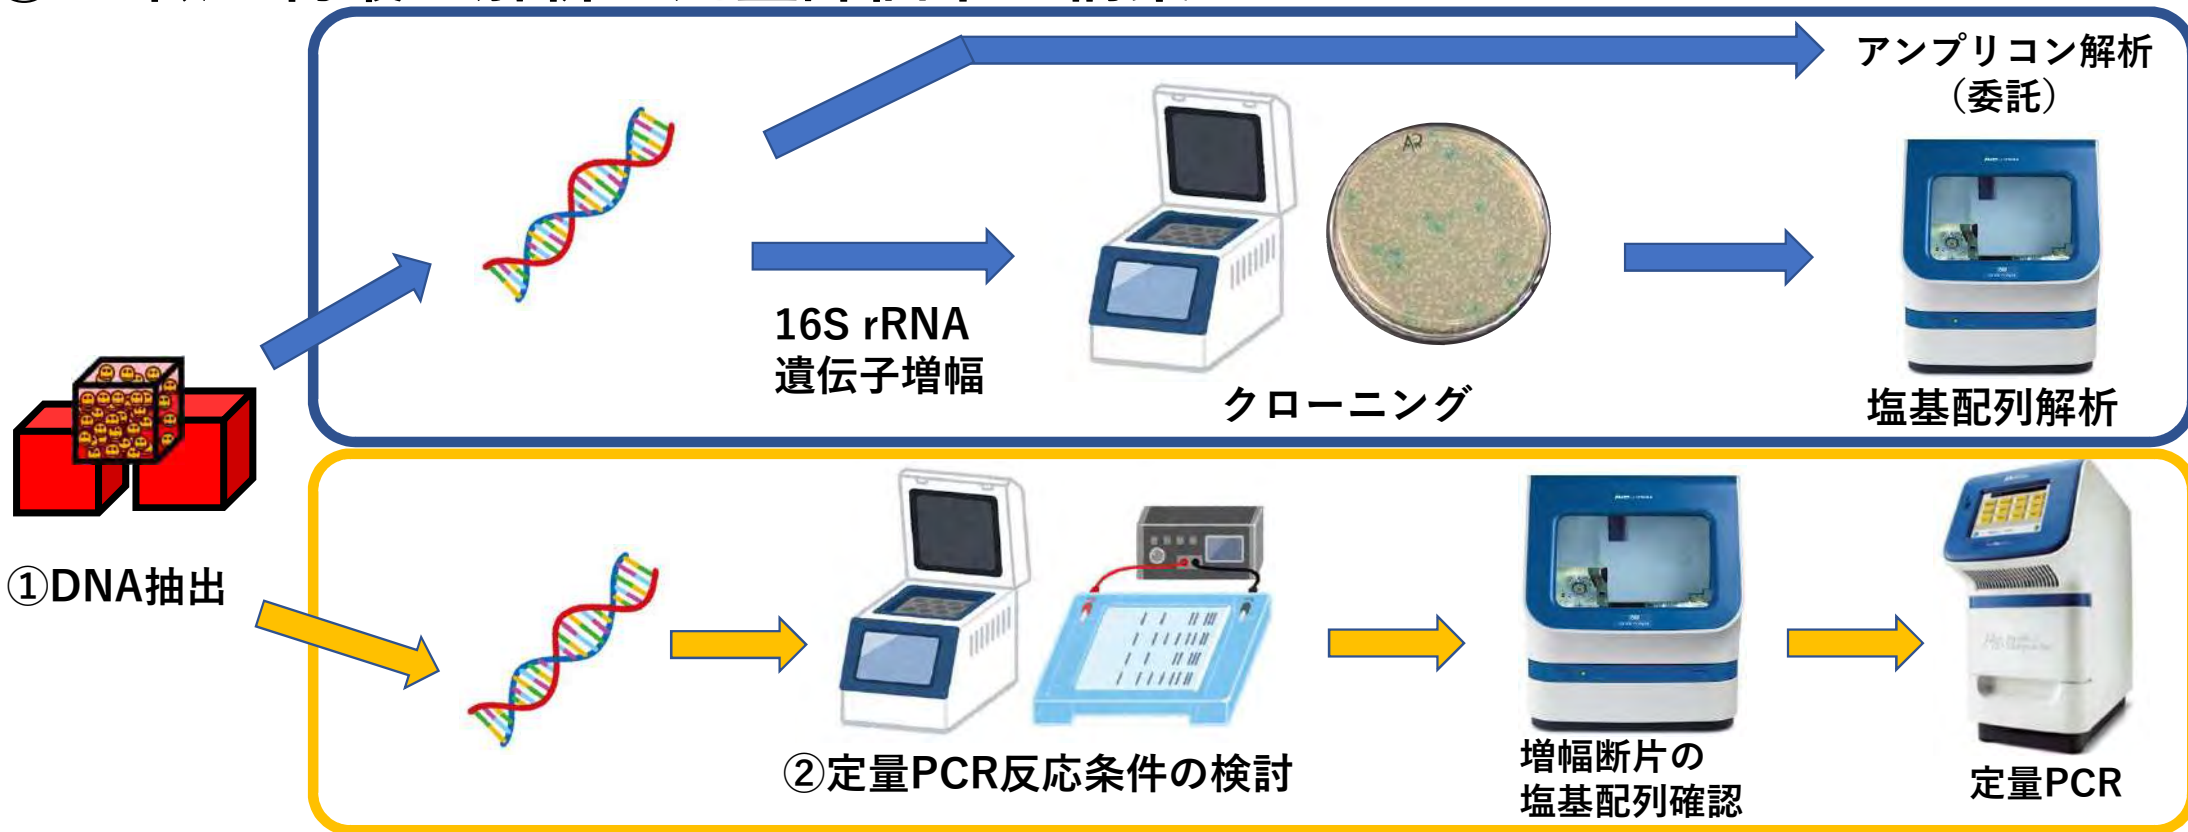 アンプリコン解析
（委託）
16S rRNA
遺伝子増幅
クローニング
塩基配列解析
①DNA抽出
②定量PCR反応条件の検討
増幅断片の
塩基配列確認
定量PCR
AR